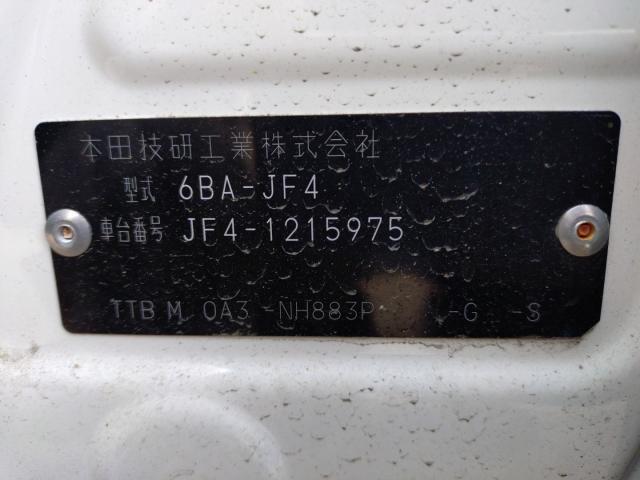 本田技研工業株式会社
型式 6BA-JF4
車台番号 JF4-1215975
TTB M 0A3 -NH883P -G -S